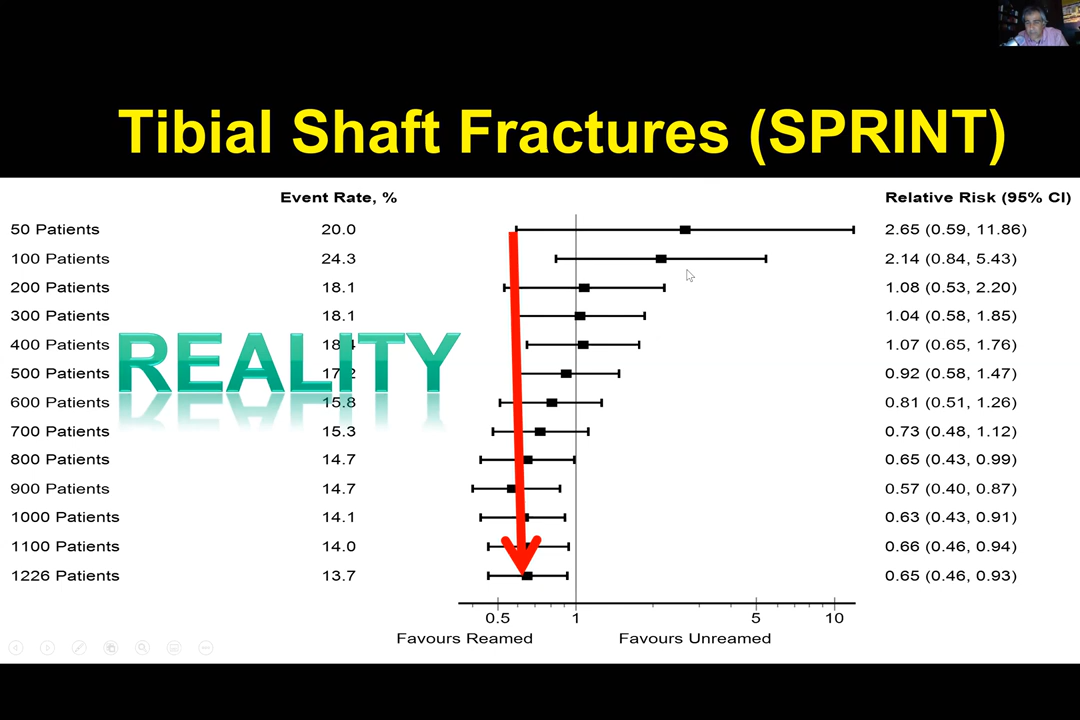 Tibial Shaft Fractures (SPRINT)
Event Rate, % Relative Risk (95% CI)
50 Patients 20.0 2.65 (0.59, 11.86)
100 Patients 24.3 2.14 (0.84, 5.43)
200 Patients 18.1 1.08 (0.53, 2.20)
300 Patients 18.1 1.04 (0.58, 1.85)
400 Patients 18.4 1.07 (0.65, 1.76)
REALITY
500 Patients 17.2 0.92 (0.58, 1.47)
600 Patients 15.8 0.81 (0.51, 1.26)
700 Patients 15.3 0.73 (0.48, 1.12)
800 Patients 14.7 0.65 (0.43, 0.99)
900 Patients 14.7 0.57 (0.40, 0.87)
1000 Patients 14.1 0.63 (0.43, 0.91)
1100 Patients 14.0 0.66 (0.46, 0.94)
1226 Patients 13.7 0.65 (0.46, 0.93)
0.5 1 5 10
Favours Reamed Favours Unreamed